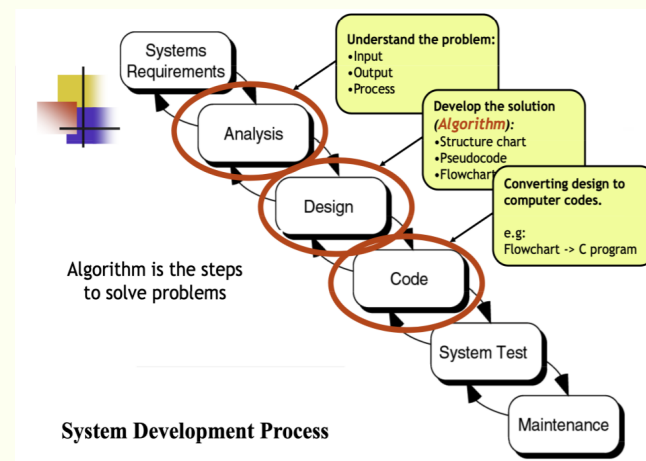 Systems
Requirements
Understand the problem:
•Input
•Output
•Process
Analysis
Develop the solution
(Algorithm):
•Structure chart
•Pseudocode
•Flowchart
Design
Converting design to
computer codes.
e.g:
Flowchart -> C program
Algorithm is the steps
to solve problems
Code
System Test
Maintenance
System Development Process